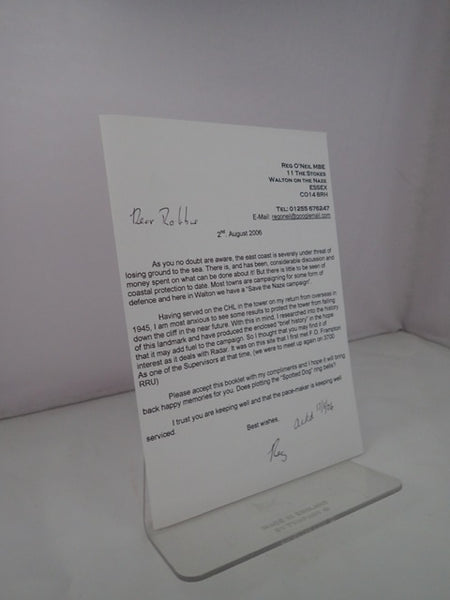 REG O'NEIL MBE
11 THE STOKES
WALTON ON THE NAZE
ESSEX
CO14 8RH
TEL: 01255 676247
E-Mail: regoneil@googlemail.com
Dear Robbie
2nd. August 2006
As you no doubt are aware, the east coast is severely under threat of
losing ground to the sea. There is, and has been, considerable discussion and
money spent on what can be done about it! But there is little to be seen of
coastal protection to date. Most towns are campaigning for some form of
defence and here in Walton we have a "Save the Naze campaign".
Having served on the CHL in the tower on my return from overseas in
1945, I am most anxious to see some results to protect the tower from falling
down the cliff in the near future. With this in mind, I researched into the history
of this landmark and have produced the enclosed "brief history" in the hope
that it may add fuel to the campaign. So I thought that you may find it of
interest as it deals with Radar. It was on this site that I first met P.D. Frampton
As one of the Supervisors at that time, (we were to meet up again on 3700
RRU)
Please accept this booklet with my compliments and I hope it will bring
back happy memories for you. Does plotting the "Spotted Dog" ring bells?
I trust you are keeping well and that the pace-maker is keeping well
serviced.
Best wishes,
Reg
MADE IN ENGLAND